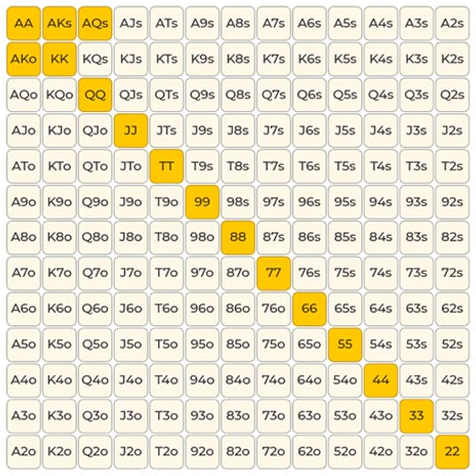 AA AKs AQs AJs ATs A9s A8s A7s A6s A5s A4s A3s A2s
AKo KK KQs KJs KTs K9s K8s K7s K6s K5s K4s K3s K2s
AQo KQo QQ QJs QTs Q9s Q8s Q7s Q6s Q5s Q4s Q3s Q2s
AJo KJo QJo JJ JTs J9s J8s J7s J6s J5s J4s J3s J2s
ATo KTo QTo JTo TT T9s T8s T7s T6s T5s T4s T3s T2s
A9o K9o Q9o J9o T9o 99 98s 97s 96s 95s 94s 93s 92s
A8o K8o Q8o J8o T8o 98o 88 87s 86s 85s 84s 83s 82s
A7o K7o Q7o J7o T7o 97o 87o 77 76s 75s 74s 73s 72s
A6o K6o Q6o J6o T6o 96o 86o 76o 66 65s 64s 63s 62s
A5o K5o Q5o J5o T5o 95o 85o 75o 65o 55 54s 53s 52s
A4o K4o Q4o J4o T4o 94o 84o 74o 64o 54o 44 43s 42s
A3o K3o Q3o J3o T3o 93o 83o 73o 63o 53o 43o 33 32s
A2o K2o Q2o J2o T2o 92o 82o 72o 62o 52o 42o 32o 22